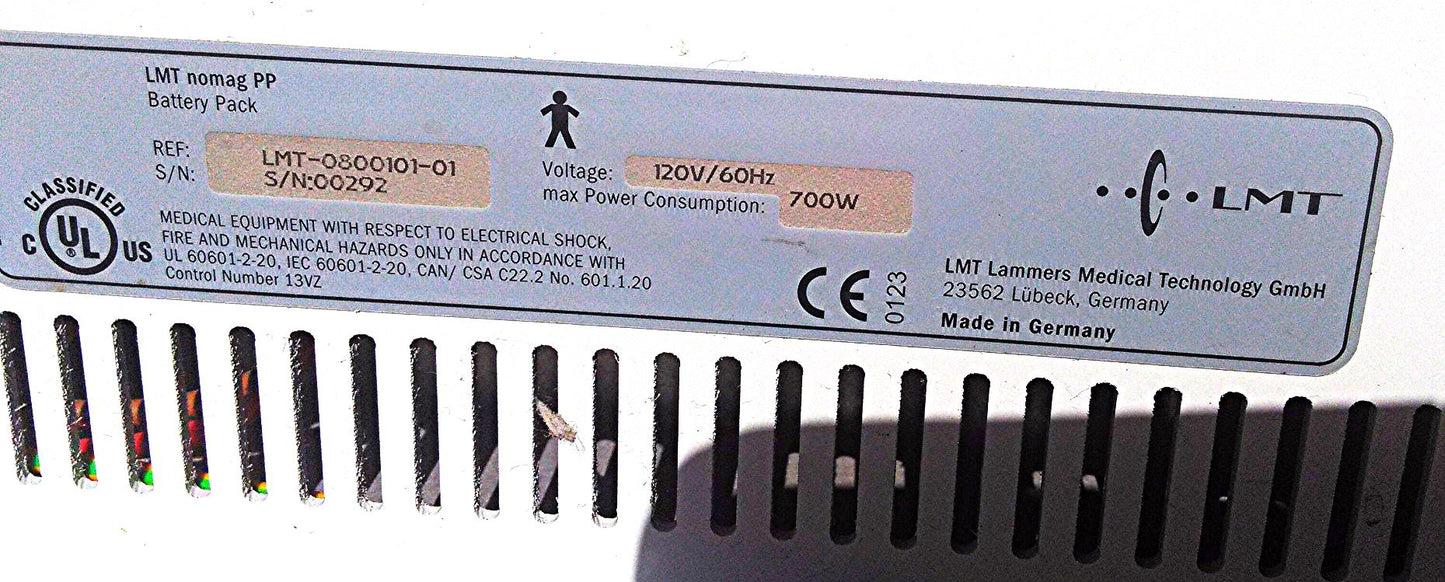 LMT nomag PP
Battery Pack
REF: LMT-0800101-01
S/N: S/N:00292
Voltage: 120V/60Hz
max Power Consumption: 700W
CLASSIFIED
C UL® US
MEDICAL EQUIPMENT WITH RESPECT TO ELECTRICAL SHOCK,
FIRE AND MECHANICAL HAZARDS ONLY IN ACCORDANCE WITH
UL 60601-2-20, IEC 60601-2-20, CAN/ CSA C22.2 No. 601.1.20
Control Number 13VZ
CE 0123
LMT
LMT Lammers Medical Technology GmbH
23562 Lübeck, Germany
Made in Germany